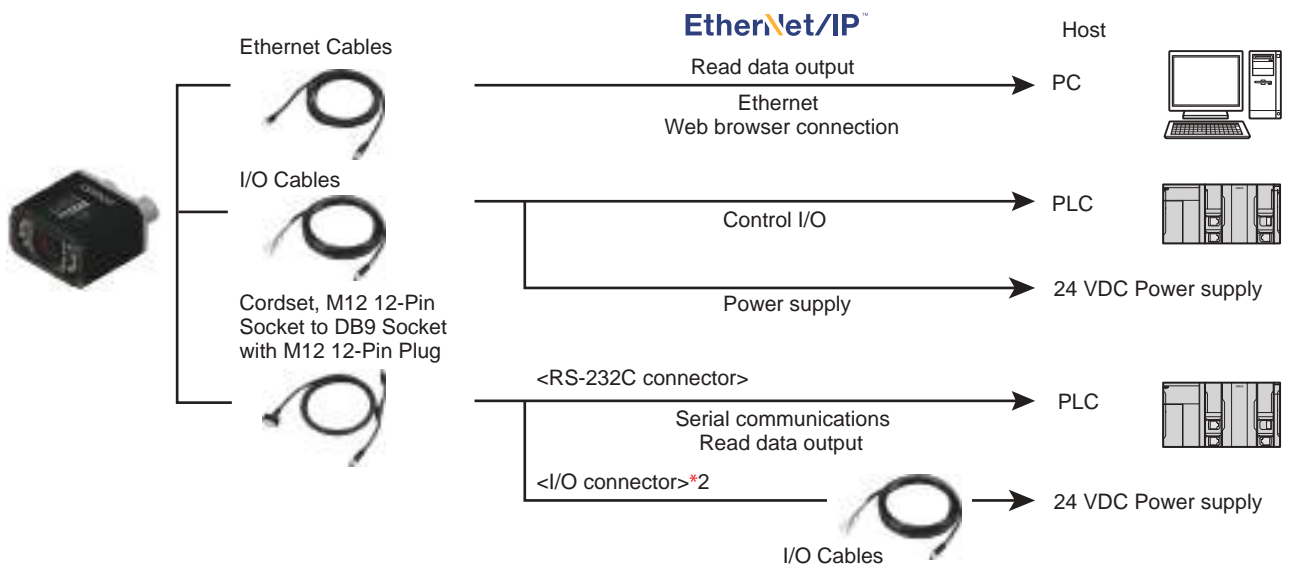 EtherNet/IP™
Host
Ethernet Cables
Read data output
PC
Ethernet
Web browser connection
I/O Cables
Control I/O
PLC
Power supply
24 VDC Power supply
Cordset, M12 12-Pin
Socket to DB9 Socket
with M12 12-Pin Plug
<RS-232C connector>
Serial communications
Read data output
PLC
<I/O connector>*2
24 VDC Power supply
I/O Cables